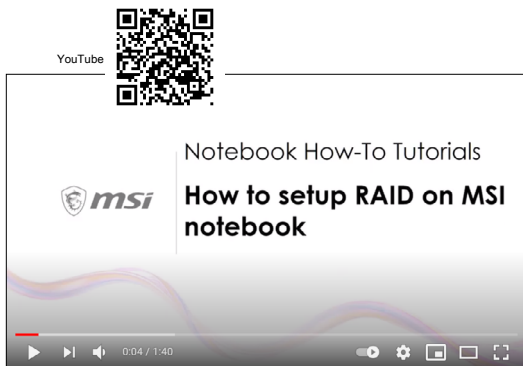 YouTube
Notebook How-To Tutorials
msi
How to setup RAID on MSI
notebook
0:04 / 1:40